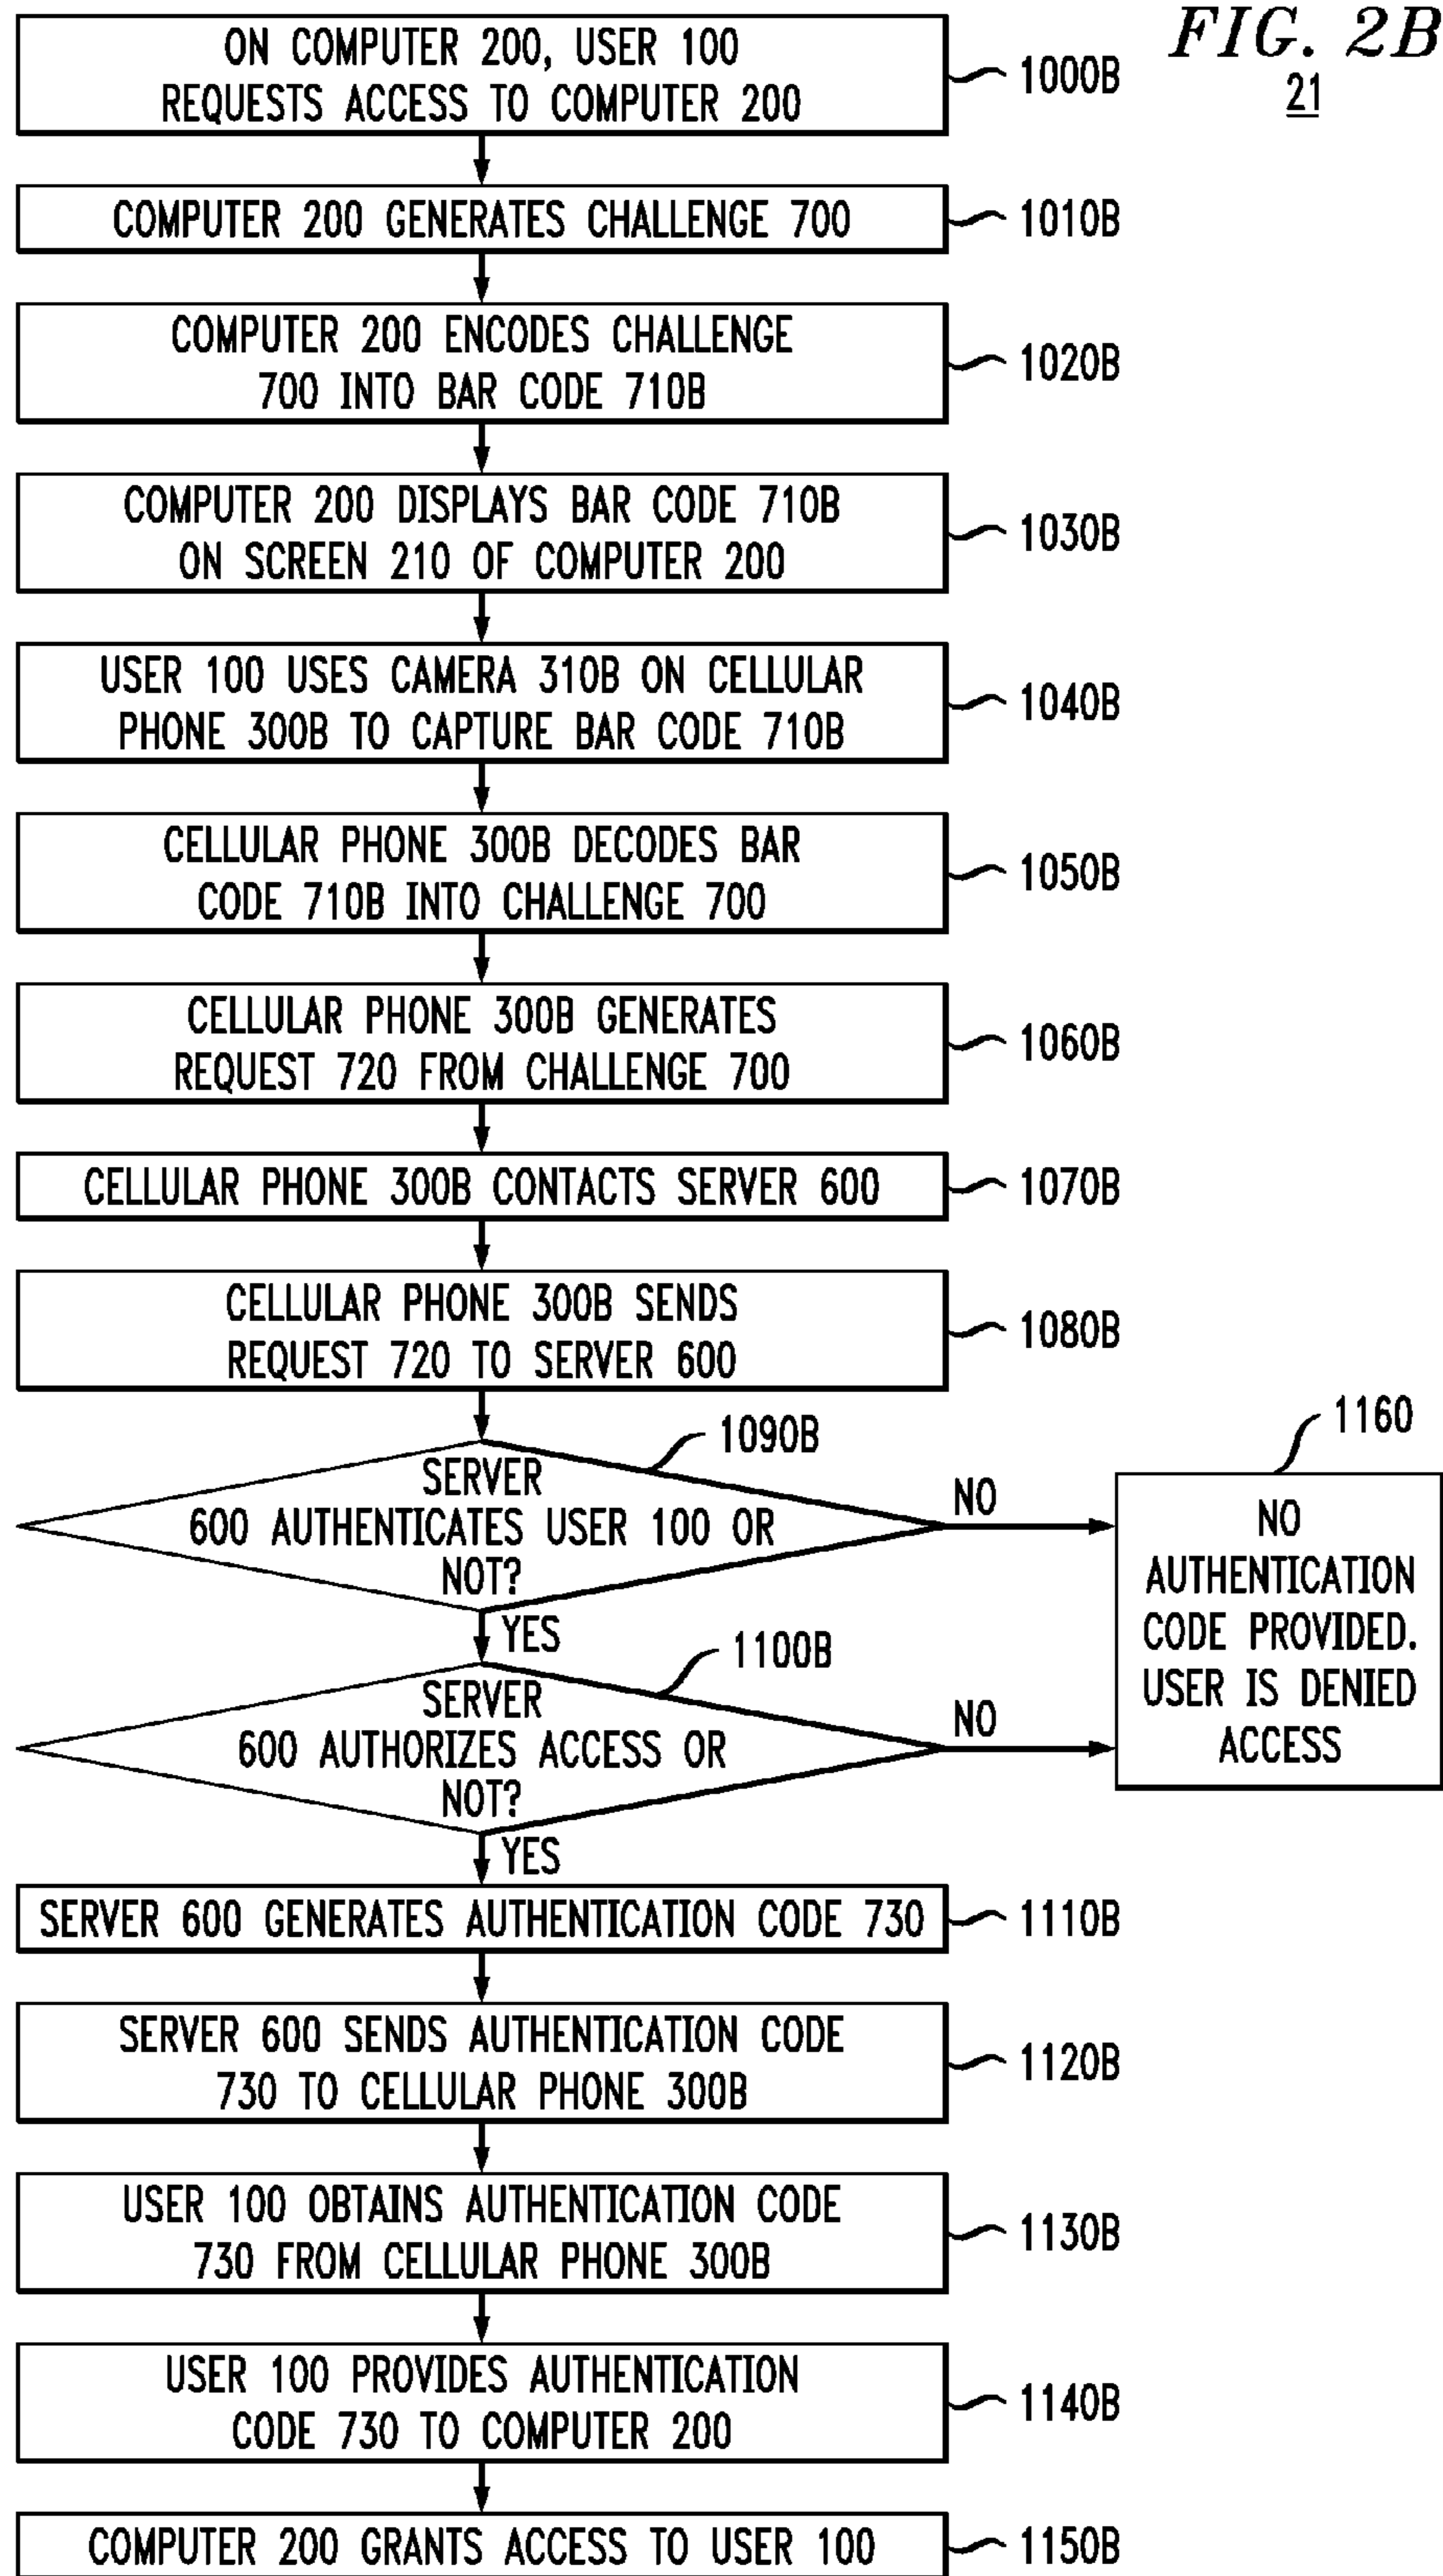 FIG. 2B
21
ON COMPUTER 200, USER 100
REQUESTS ACCESS TO COMPUTER 200
1000B
COMPUTER 200 GENERATES CHALLENGE 700
1010B
COMPUTER 200 ENCODES CHALLENGE
700 INTO BAR CODE 710B
1020B
COMPUTER 200 DISPLAYS BAR CODE 710B
ON SCREEN 210 OF COMPUTER 200
1030B
USER 100 USES CAMERA 310B ON CELLULAR
PHONE 300B TO CAPTURE BAR CODE 710B
1040B
CELLULAR PHONE 300B DECODES BAR
CODE 710B INTO CHALLENGE 700
1050B
CELLULAR PHONE 300B GENERATES
REQUEST 720 FROM CHALLENGE 700
1060B
CELLULAR PHONE 300B CONTACTS SERVER 600
1070B
CELLULAR PHONE 300B SENDS
REQUEST 720 TO SERVER 600
1080B
SERVER
600 AUTHENTICATES USER 100 OR
NOT?
1090B
NO
YES
SERVER
600 AUTHORIZES ACCESS OR
NOT?
1100B
NO
YES
1160
NO
AUTHENTICATION
CODE PROVIDED.
USER IS DENIED
ACCESS
SERVER 600 GENERATES AUTHENTICATION CODE 730
1110B
SERVER 600 SENDS AUTHENTICATION CODE
730 TO CELLULAR PHONE 300B
1120B
USER 100 OBTAINS AUTHENTICATION CODE
730 FROM CELLULAR PHONE 300B
1130B
USER 100 PROVIDES AUTHENTICATION
CODE 730 TO COMPUTER 200
1140B
COMPUTER 200 GRANTS ACCESS TO USER 100
1150B